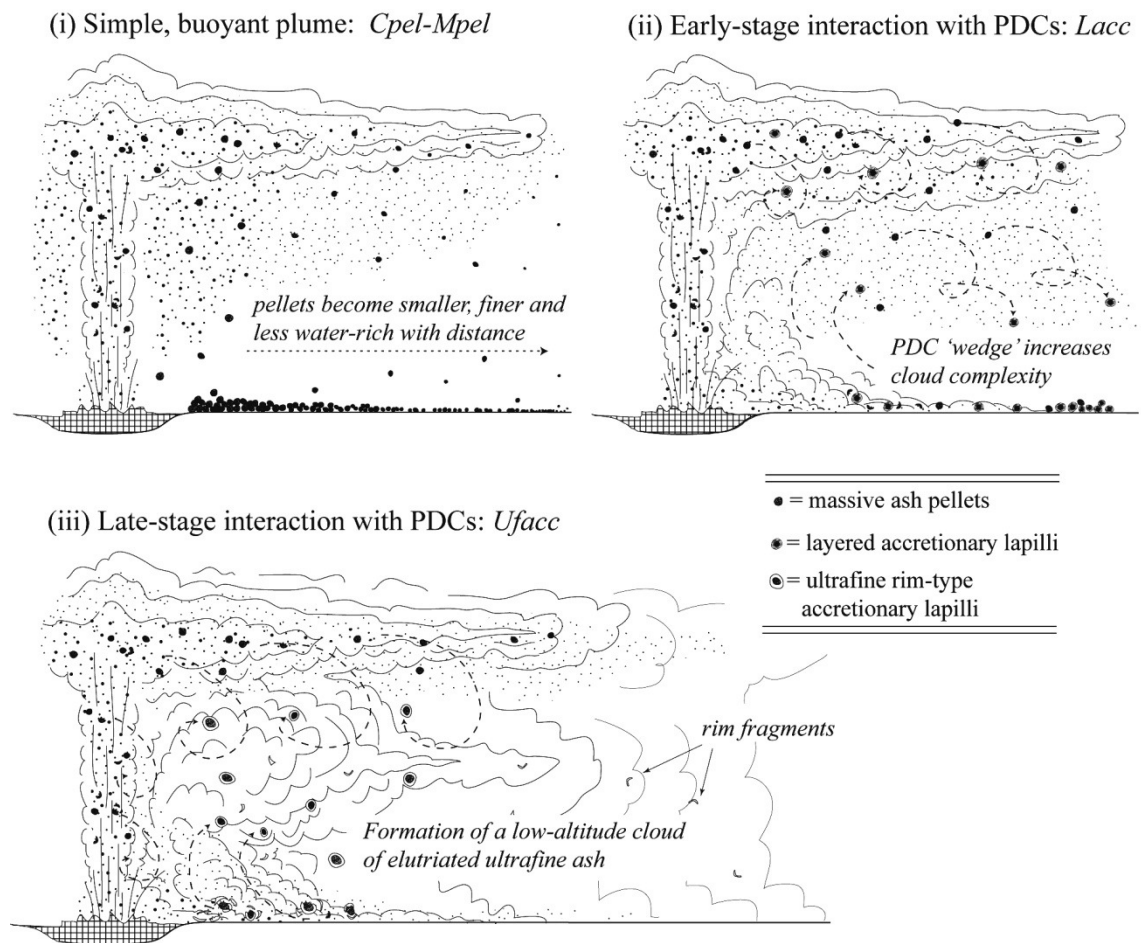 (i) Simple, buoyant plume: Cpel-Mpel
(ii) Early-stage interaction with PDCs: Lacc
pellets become smaller, finer and
less water-rich with distance
PDC ‘wedge’ increases
cloud complexity
(iii) Late-stage interaction with PDCs: Ufacc
= massive ash pellets
= layered accretionary lapilli
= ultrafine rim-type
accretionary lapilli
rim fragments
Formation of a low-altitude cloud
of elutriated ultrafine ash